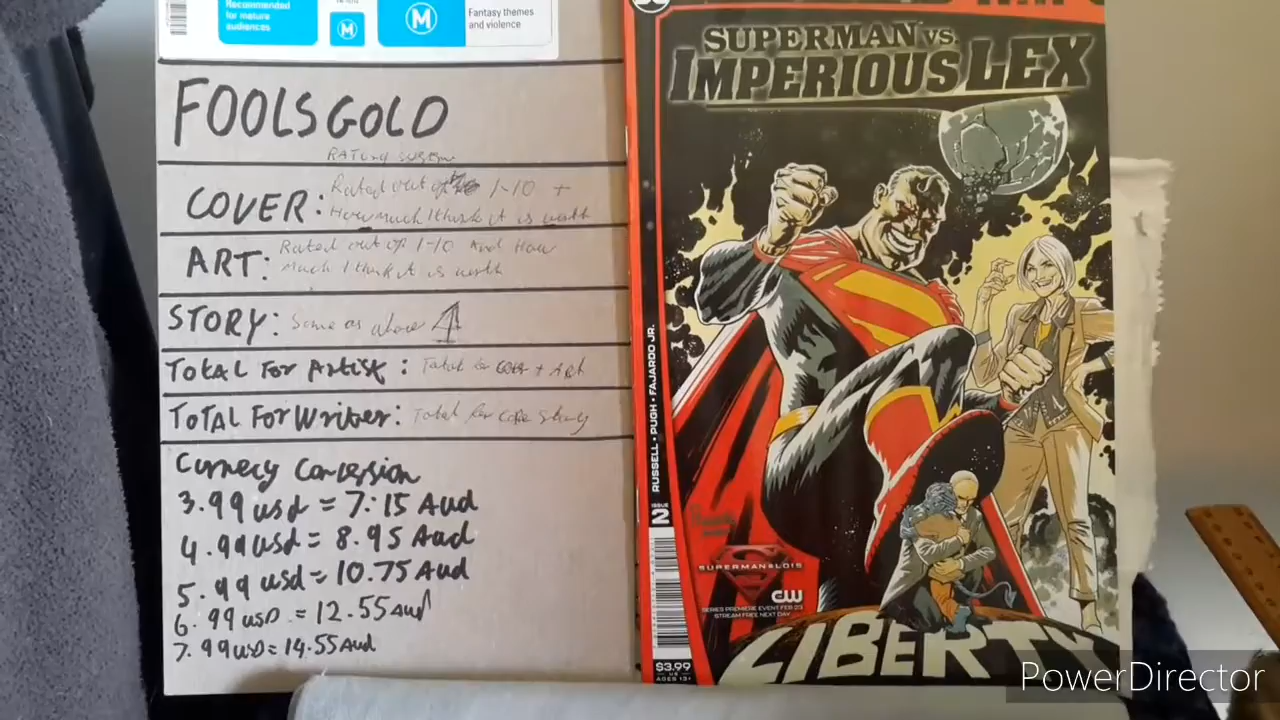 Recommended
for mature
audiences
M
M
Fantasy themes
and violence
FOOLSGOLD
RATING SYSTEM
COVER: Rated out of 1-10 +
How much I think it is worth
ART: Rated out of 1-10 And How
Much I think it is worth
STORY: Same as above
Total For Artist: Total for Cover + Art
Total For Writer: Total for Story
3.99 usd = 7:15 Aud
4.99 usd = 8.95 Aud
5.99 usd = 10.75 Aud
6.99 USD = 12.55 Aud
7.99 USD = 14.55 Aud
SUPERMAN VS.
IMPERIOUS LEX
RUSSELL • PUGH • FAJARDO JR.
ISSUE
2
SUPERMAN & LOIS
CW
SERIES PREMIERE EVENT FEB 23
STREAM FREE NEXT DAY
LIBERTY
$3.99
US
AGES 13+
PowerDirector